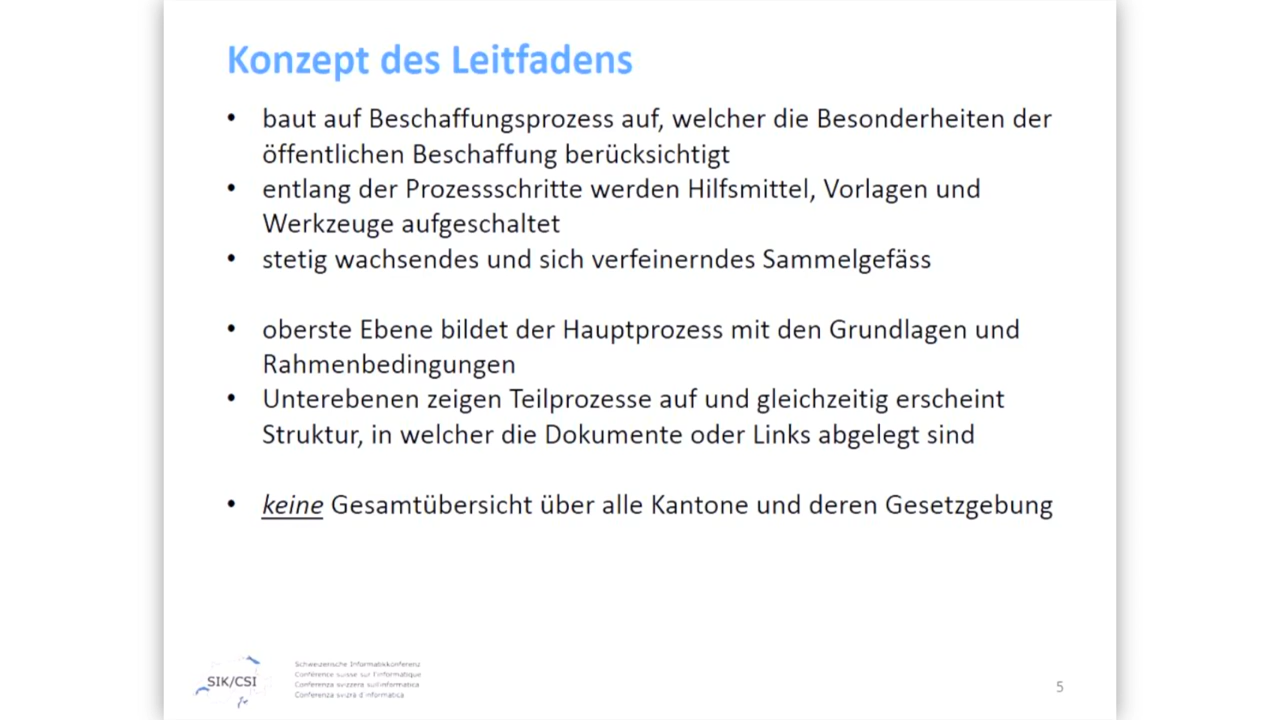 Konzept des Leitfadens
• baut auf Beschaffungsprozess auf, welcher die Besonderheiten der
öffentlichen Beschaffung berücksichtigt
• entlang der Prozessschritte werden Hilfsmittel, Vorlagen und
Werkzeuge aufgeschaltet
• stetig wachsendes und sich verfeinerndes Sammelgefäss
• oberste Ebene bildet der Hauptprozess mit den Grundlagen und
Rahmenbedingungen
• Unterebenen zeigen Teilprozesse auf und gleichzeitig erscheint
Struktur, in welcher die Dokumente oder Links abgelegt sind
• keine Gesamtübersicht über alle Kantone und deren Gesetzgebung
SIK/CSI
Schweizerische Informatikkonferenz
Conférence suisse sur l'informatique
Conferenza svizzera sull'informatica
Conferenza svizra d'informatica
5